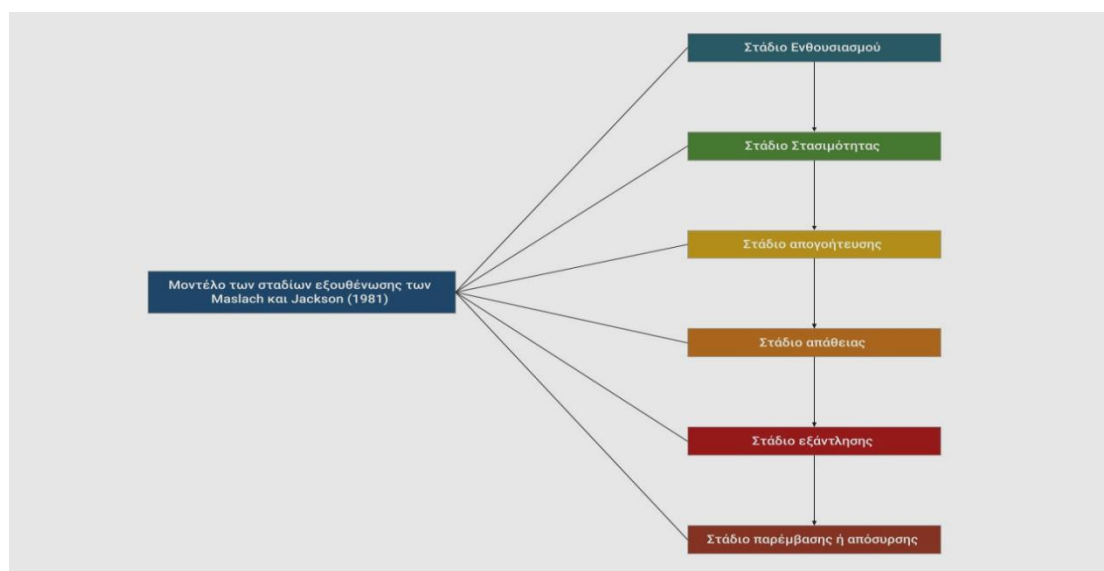 Στάδιο Ενθουσιασμού
Στάδιο Στασιμότητας
Στάδιο απογοήτευσης
Μοντέλο των σταδίων εξουθένωσης των
Maslach και Jackson (1981)
Στάδιο απάθειας
Στάδιο εξάντλησης
Στάδιο παρέμβασης ή απόσυρσης